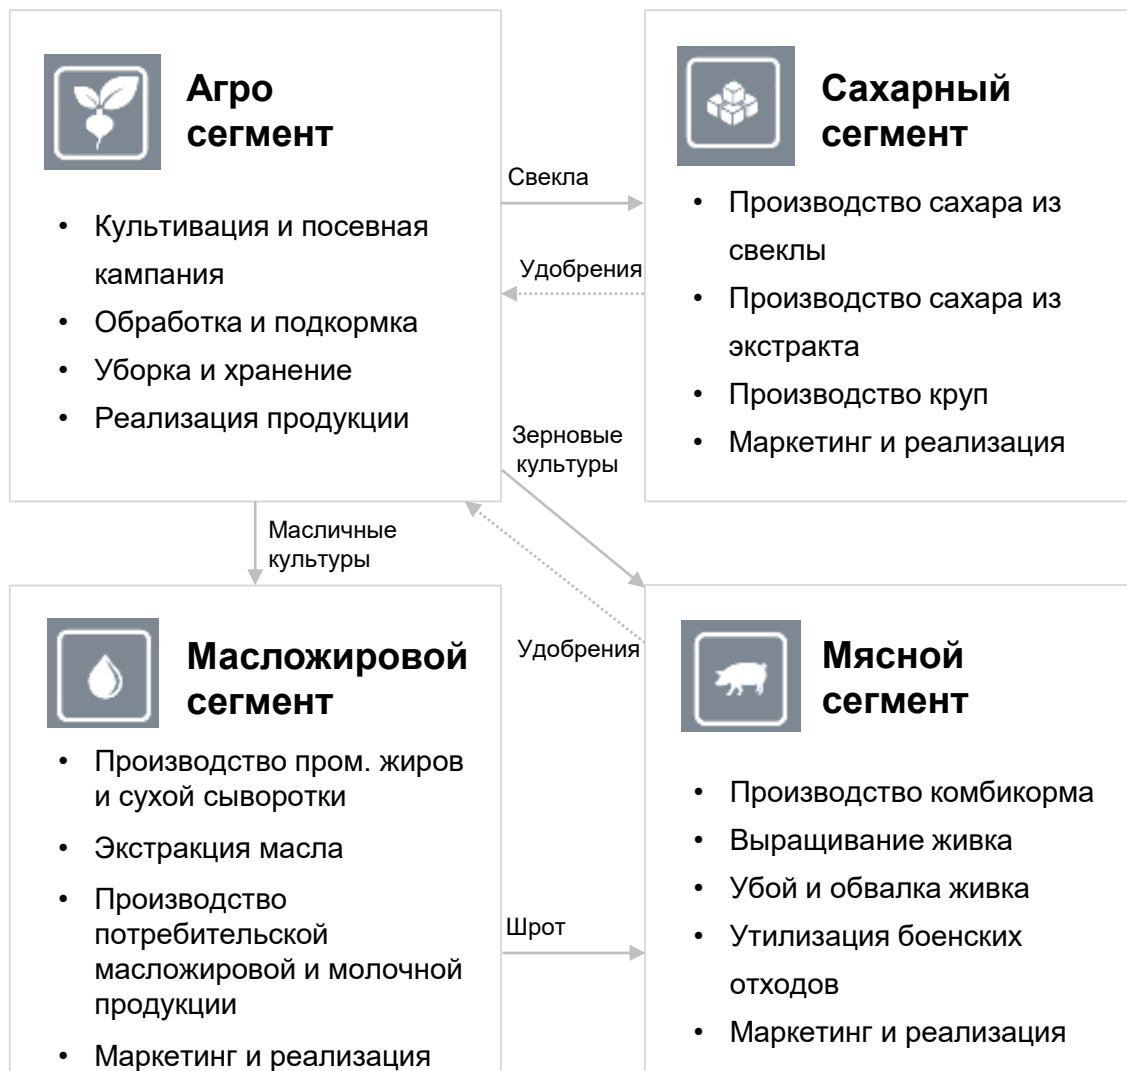 Агро
сегмент
• Культивация и посевная
кампания
• Обработка и подкормка
• Уборка и хранение
• Реализация продукции
Свекла
Удобрения
Сахарный
сегмент
• Производство сахара из
свеклы
• Производство сахара из
экстракта
• Производство круп
• Маркетинг и реализация
Зерновые
культуры
Масличные
культуры
Удобрения
Масложировой
сегмент
• Производство пром. жиров
и сухой сыворотки
• Экстракция масла
• Производство
потребительской
масложировой и молочной
продукции
• Маркетинг и реализация
Шрот
Мясной
сегмент
• Производство комбикорма
• Выращивание живка
• Убой и обвалка живка
• Утилизация боенских
отходов
• Маркетинг и реализация